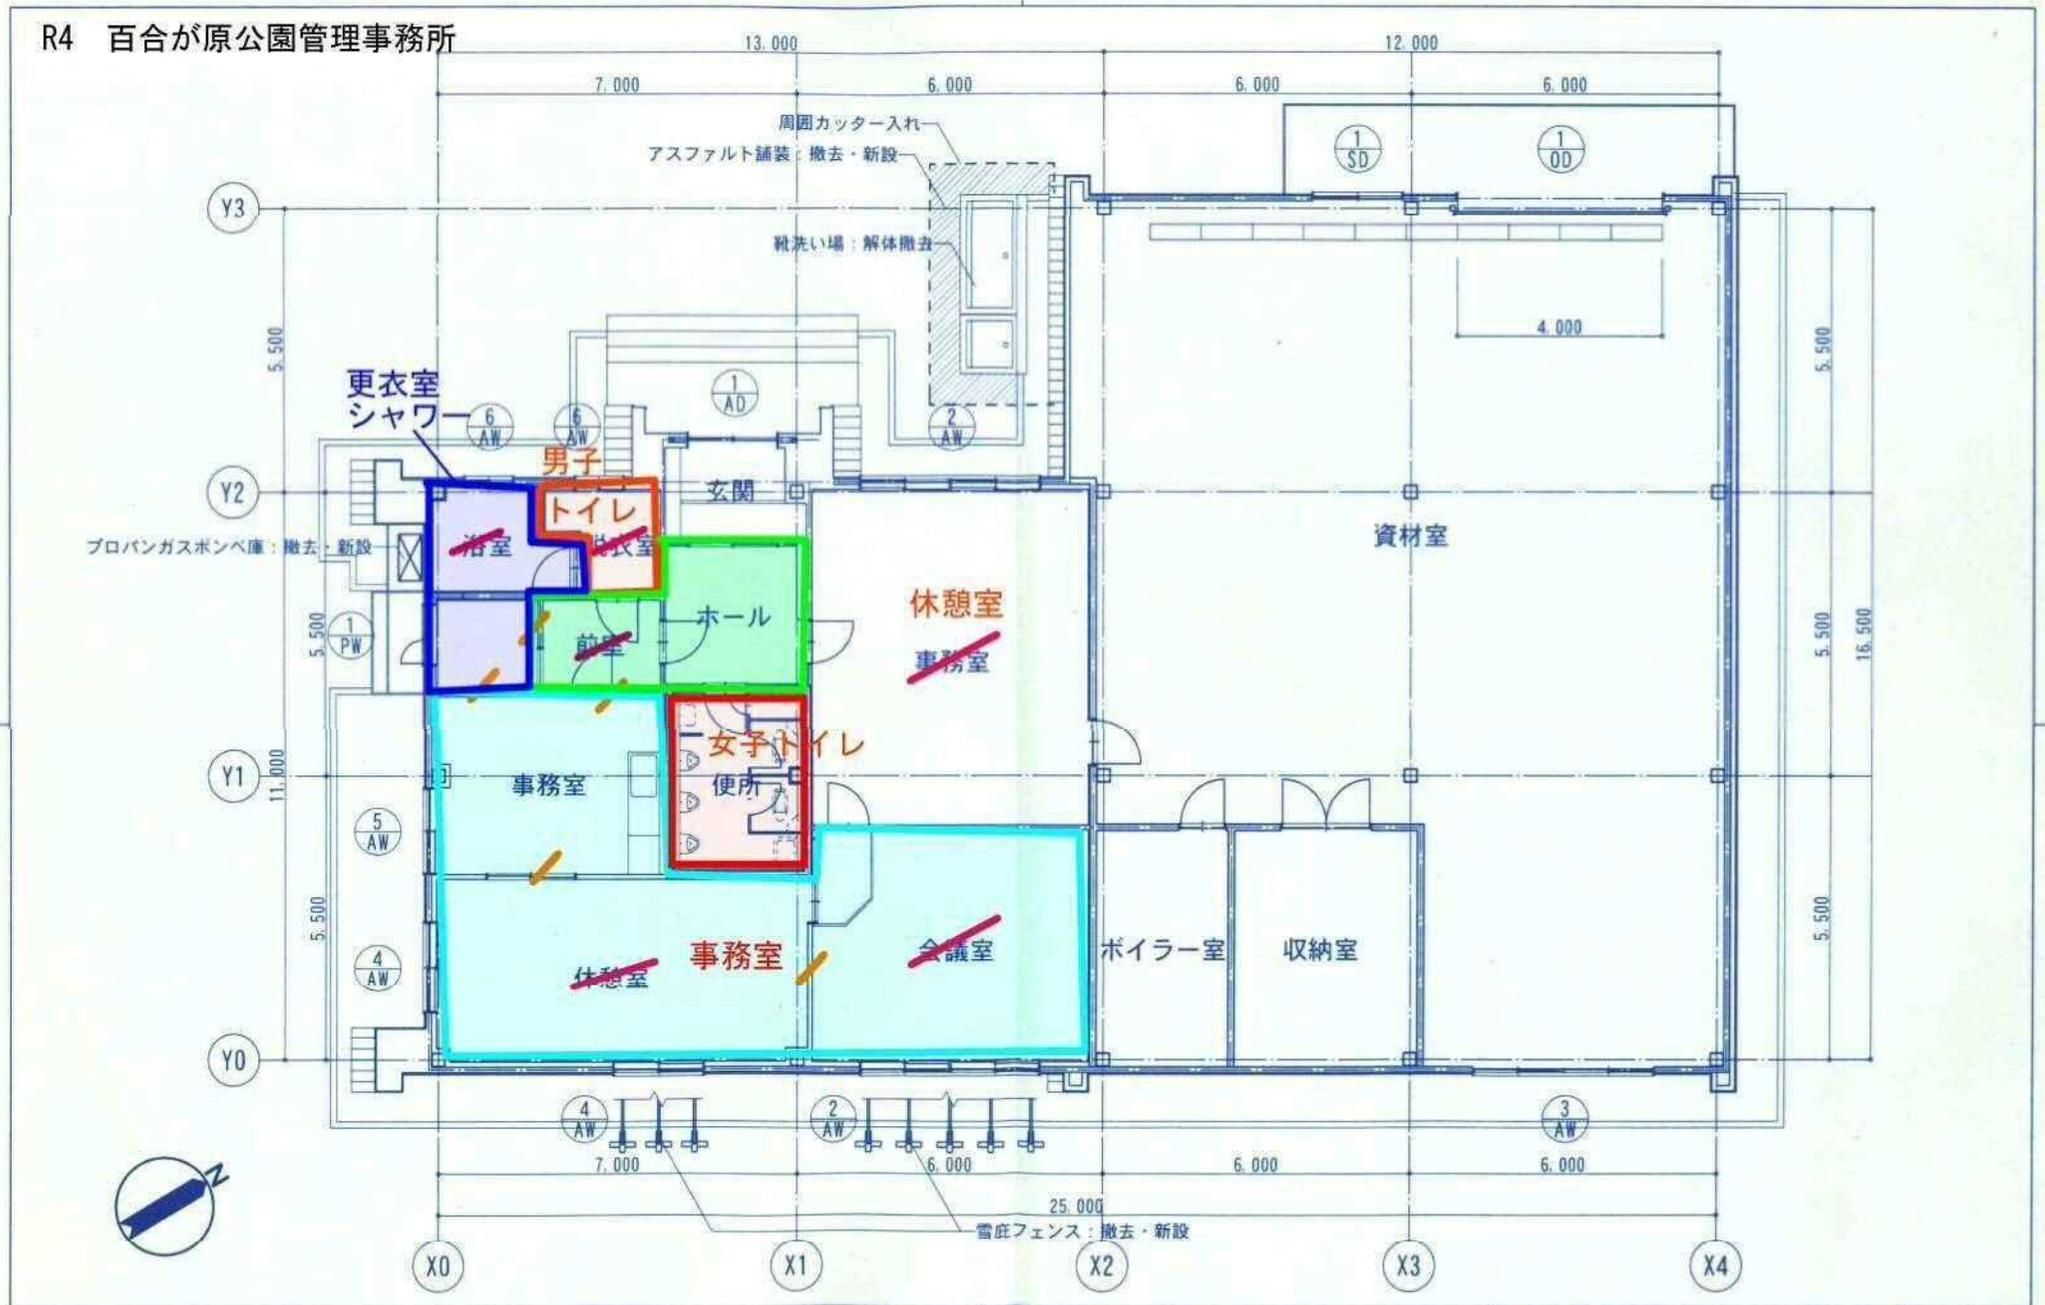 R4 百合が原公園管理事務所
13.000
12.000
7.000
6.000
6.000
6.000
周囲カッター入れ
アスファルト舗装：撤去・新設
1
SD
1
OD
Y3
靴洗い場：解体撤去
4.000
5.500
5.500
更衣室
シャワー
6
AW
6
AW
1
AD
2
AW
男子
トイレ
Y2
玄関
資材室
プロパンガスボンベ庫：撤去・新設
浴室
脱衣室
休憩室
ホール
1
PW
5.500
前室
事務室
5.500
16.500
女子トイレ
Y1
11.000
事務室
便所
5
AW
5.500
5.500
4
AW
事務室
休憩室
会議室
ボイラー室
収納室
Y0
4
AW
2
AW
3
AW
N
7.000
6.000
6.000
6.000
25.000
雪庇フェンス：撤去・新設
X0
X1
X2
X3
X4